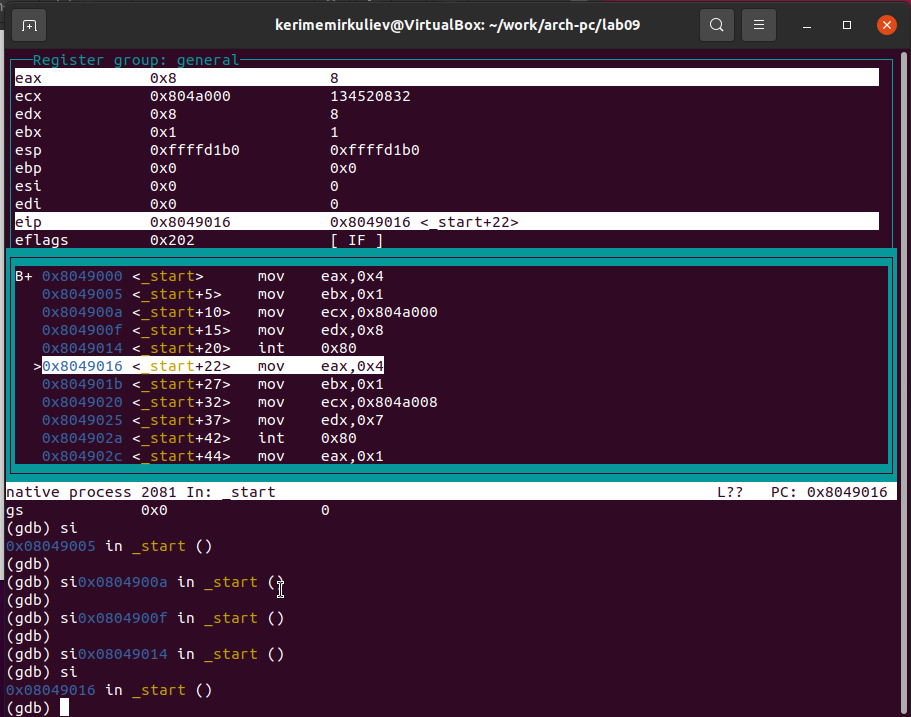 kerimemirkuliev@VirtualBox: ~/work/arch-pc/lab09
Register group: general
eax 0x8 8
ecx 0x804a000 134520832
edx 0x8 8
ebx 0x1 1
esp 0xffffd1b0 0xffffd1b0
ebp 0x0 0x0
esi 0x0 0
edi 0x0 0
eip 0x8049016 0x8049016 <_start+22>
eflags 0x202 [ IF ]
B+ 0x8049000 <_start> mov eax,0x4
0x8049005 <_start+5> mov ebx,0x1
0x804900a <_start+10> mov ecx,0x804a000
0x804900f <_start+15> mov edx,0x8
0x8049014 <_start+20> int 0x80
>0x8049016 <_start+22> mov eax,0x4
0x804901b <_start+27> mov ebx,0x1
0x8049020 <_start+32> mov ecx,0x804a008
0x8049025 <_start+37> mov edx,0x7
0x804902a <_start+42> int 0x80
0x804902c <_start+44> mov eax,0x1
native process 2081 In: _start L?? PC: 0x8049016
gs 0x0 0
(gdb) si
0x08049005 in _start ()
(gdb)
(gdb) si0x0804900a in _start ()
(gdb)
(gdb) si0x0804900f in _start ()
(gdb)
(gdb) si0x08049014 in _start ()
(gdb) si
0x08049016 in _start ()
(gdb)